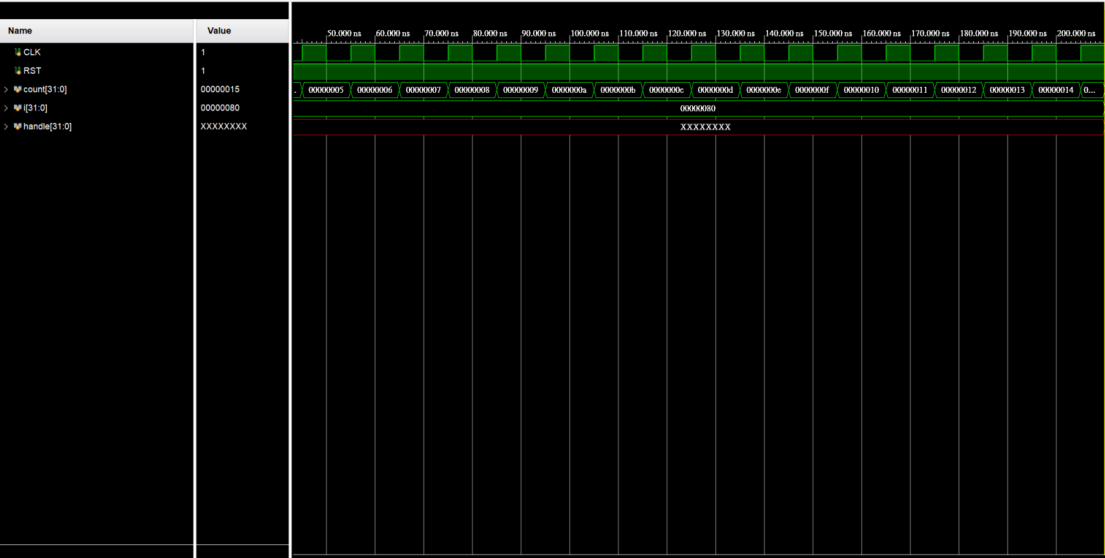 Name Value
50.000 ns 60.000 ns 70.000 ns 80.000 ns 90.000 ns 100.000 ns 110.000 ns 120.000 ns 130.000 ns 140.000 ns 150.000 ns 160.000 ns 170.000 ns 180.000 ns 190.000 ns 200.000 ns
CLK 1
RST 1
count[31:0] 00000015 . 00000005 00000006 00000007 00000008 00000009 0000000a 0000000b 0000000c 0000000d 0000000e 0000000f 00000010 00000011 00000012 00000013 00000014 0...
i[31:0] 00000080 00000080
handle[31:0] XXXXXXXX XXXXXXXX